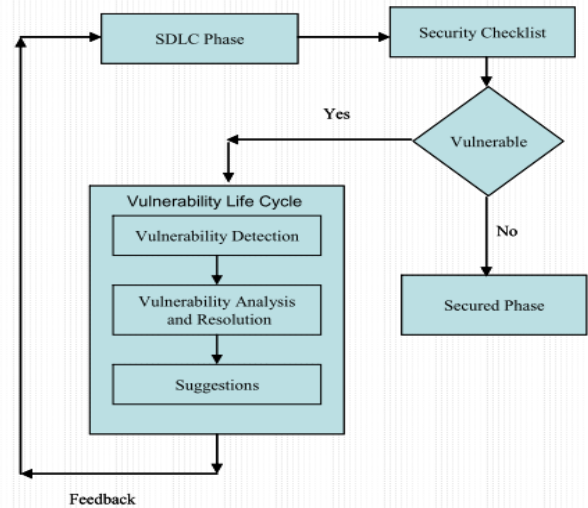 SDLC Phase
Security Checklist
Yes
Vulnerable
Vulnerability Life Cycle
Vulnerability Detection
No
Vulnerability Analysis
and Resolution
Secured Phase
Suggestions
Feedback